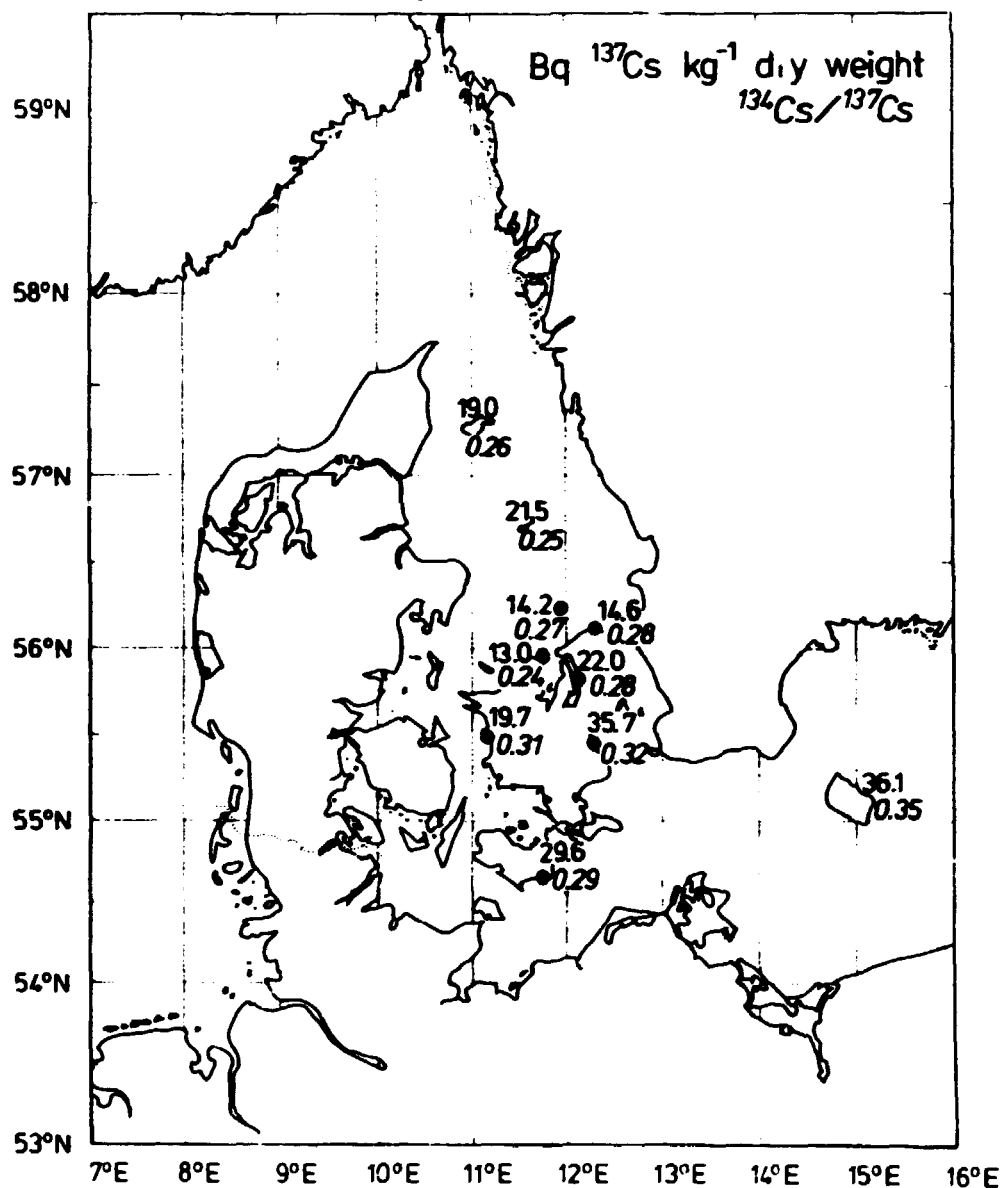 Bq ¹³⁷Cs kg⁻¹ dry weight
¹³⁴Cs/¹³⁷Cs
59°N
58°N
19.0
0.26
57°N
21.5
0.25
14.2
0.27
14.6
0.28
56°N
13.0
0.24
22.0
0.28
19.7
0.31
35.7
0.32
36.1
0.35
55°N
29.6
0.29
54°N
53°N
7°E 8°E 9°E 10°E 11°E 12°E 13°E 14°E 15°E 16°E